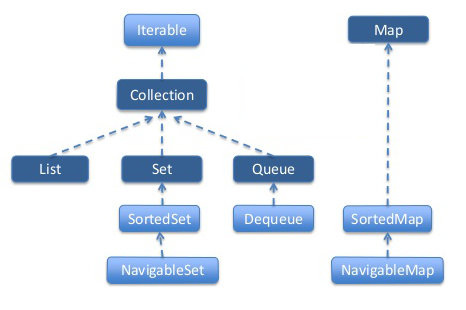 Iterable
Map
Collection
List
Set
Queue
SortedSet
Dequeue
SortedMap
NavigableSet
NavigableMap